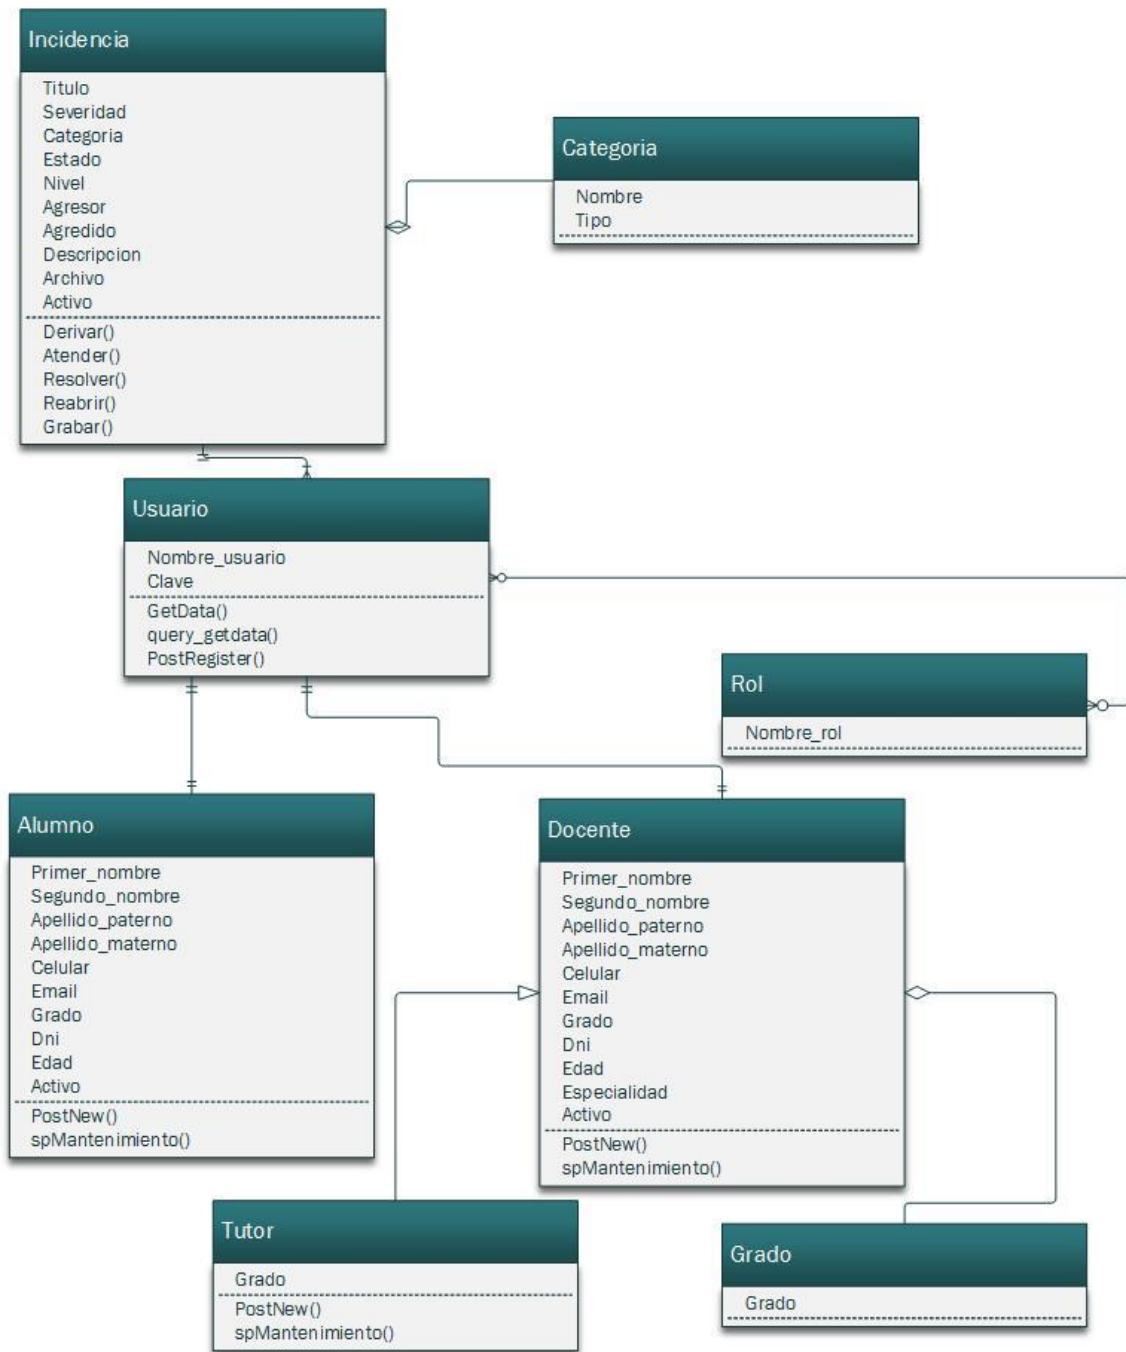 Incidencia
Titulo
Severidad
Categoria
Estado
Nivel
Agresor
Agredido
Descripcion
Archivo
Activo
Derivar()
Atender()
Resolver()
Reabrir()
Grabar()
Categoria
Nombre
Tipo
Usuario
Nombre_usuario
Clave
GetData()
query_getdata()
PostRegister()
Rol
Nombre_rol
Alumno
Primer_nombre
Segundo_nombre
Apellido_paterno
Apellido_materno
Celular
Email
Grado
Dni
Edad
Activo
PostNew()
spMantenimiento()
Docente
Primer_nombre
Segundo_nombre
Apellido_paterno
Apellido_materno
Celular
Email
Grado
Dni
Edad
Especialidad
Activo
PostNew()
spMantenimiento()
Tutor
Grado
PostNew()
spMantenimiento()
Grado
Grado